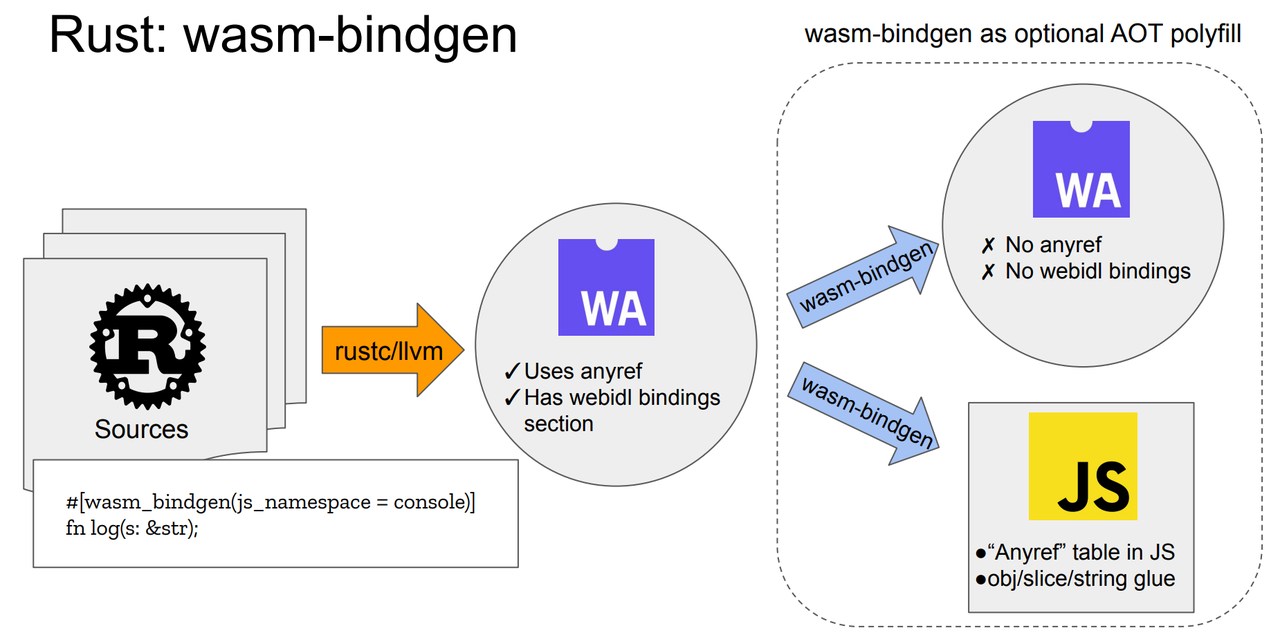 Rust: wasm-bindgen
wasm-bindgen as optional AOT polyfill
Sources
#[wasm_bindgen(js_namespace = console)]
fn log(s: &str);
rustc/llvm
WA
✓Uses anyref
✓Has webidl bindings
section
wasm-bindgen
WA
✗ No anyref
✗ No webidl bindings
wasm-bindgen
JS
●“Anyref” table in JS
●obj/slice/string glue